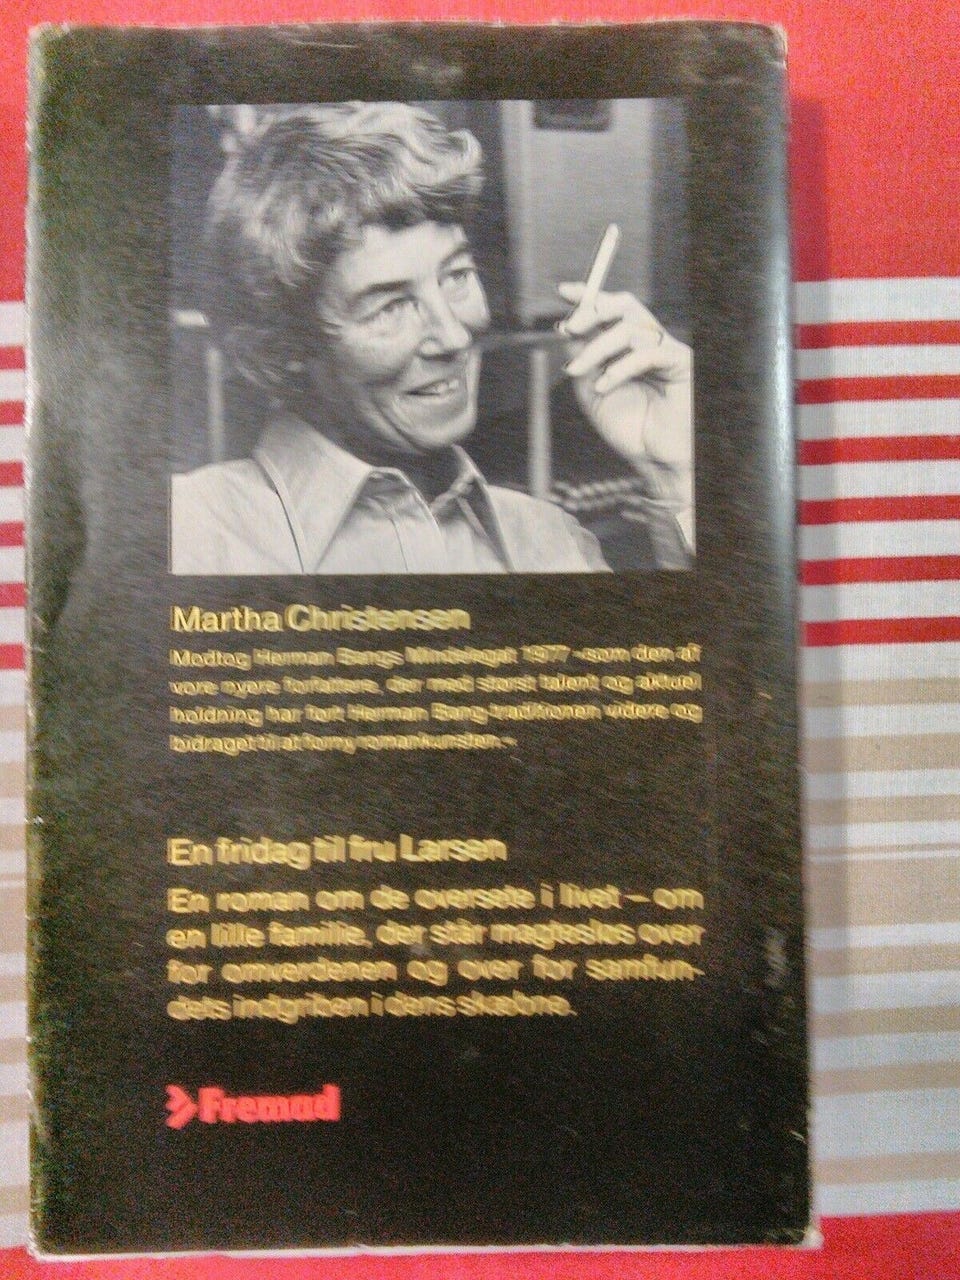 Martha Christensen
Modtog Herman Bangs Mindelegat 1977 »som den af
vore nyere forfattere, der med størst talent og aktuel
holdning har ført Herman Bang-traditionen videre og
bidraget til at forny romankunsten.«
En fridag til fru Larsen
En roman om de oversete i livet – om
en lille familie, der står magtesløs over
for omverdenen og over for samfun-
dets indgriben i dens skæbne.
Fremad